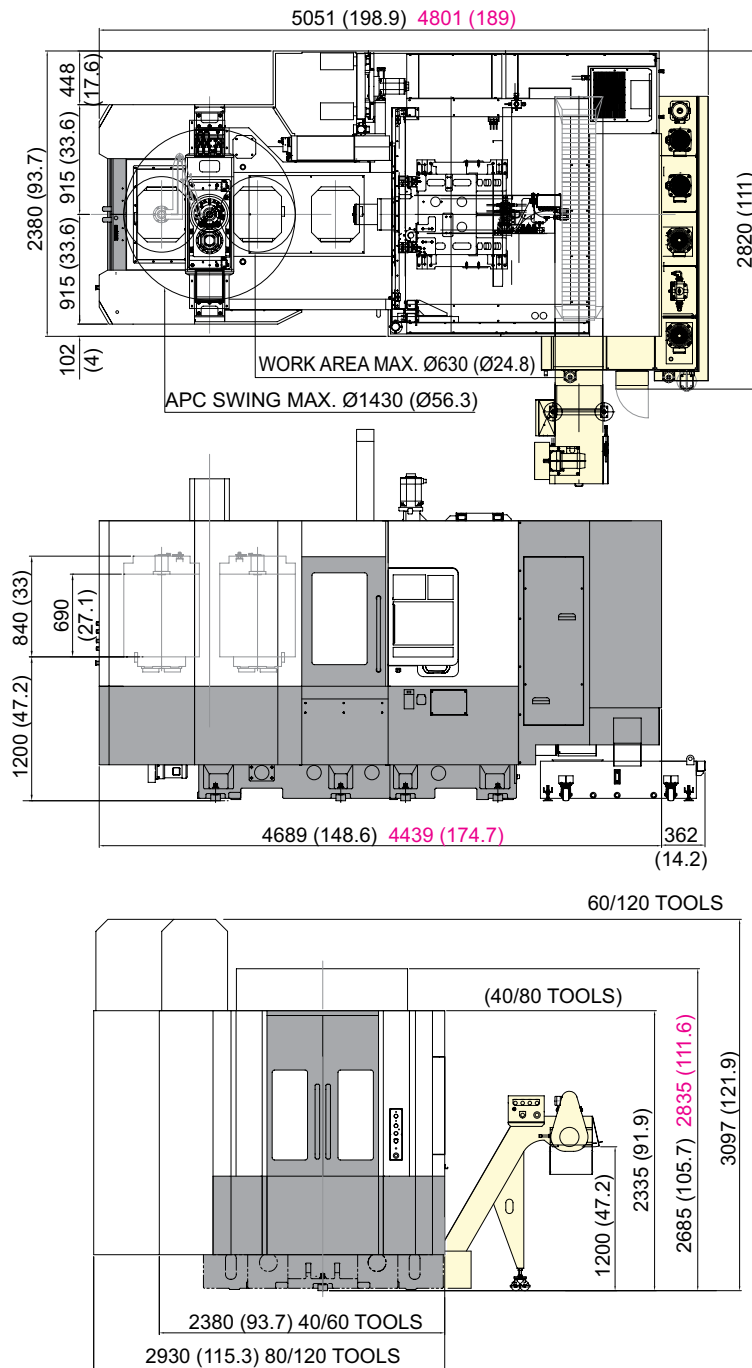 5051 (198.9) 4801 (189)
448
(17.6)
915 (33.6)
915 (33.6)
2380 (93.7)
102
(4)
2820 (111)
WORK AREA MAX. Ø630 (Ø24.8)
APC SWING MAX. Ø1430 (Ø56.3)
840 (33)
690
(27.1)
1200 (47.2)
4689 (148.6) 4439 (174.7)
362
(14.2)
60/120 TOOLS
(40/80 TOOLS)
1200 (47.2)
2335 (91.9)
2685 (105.7) 2835 (111.6)
3097 (121.9)
2380 (93.7) 40/60 TOOLS
2930 (115.3) 80/120 TOOLS